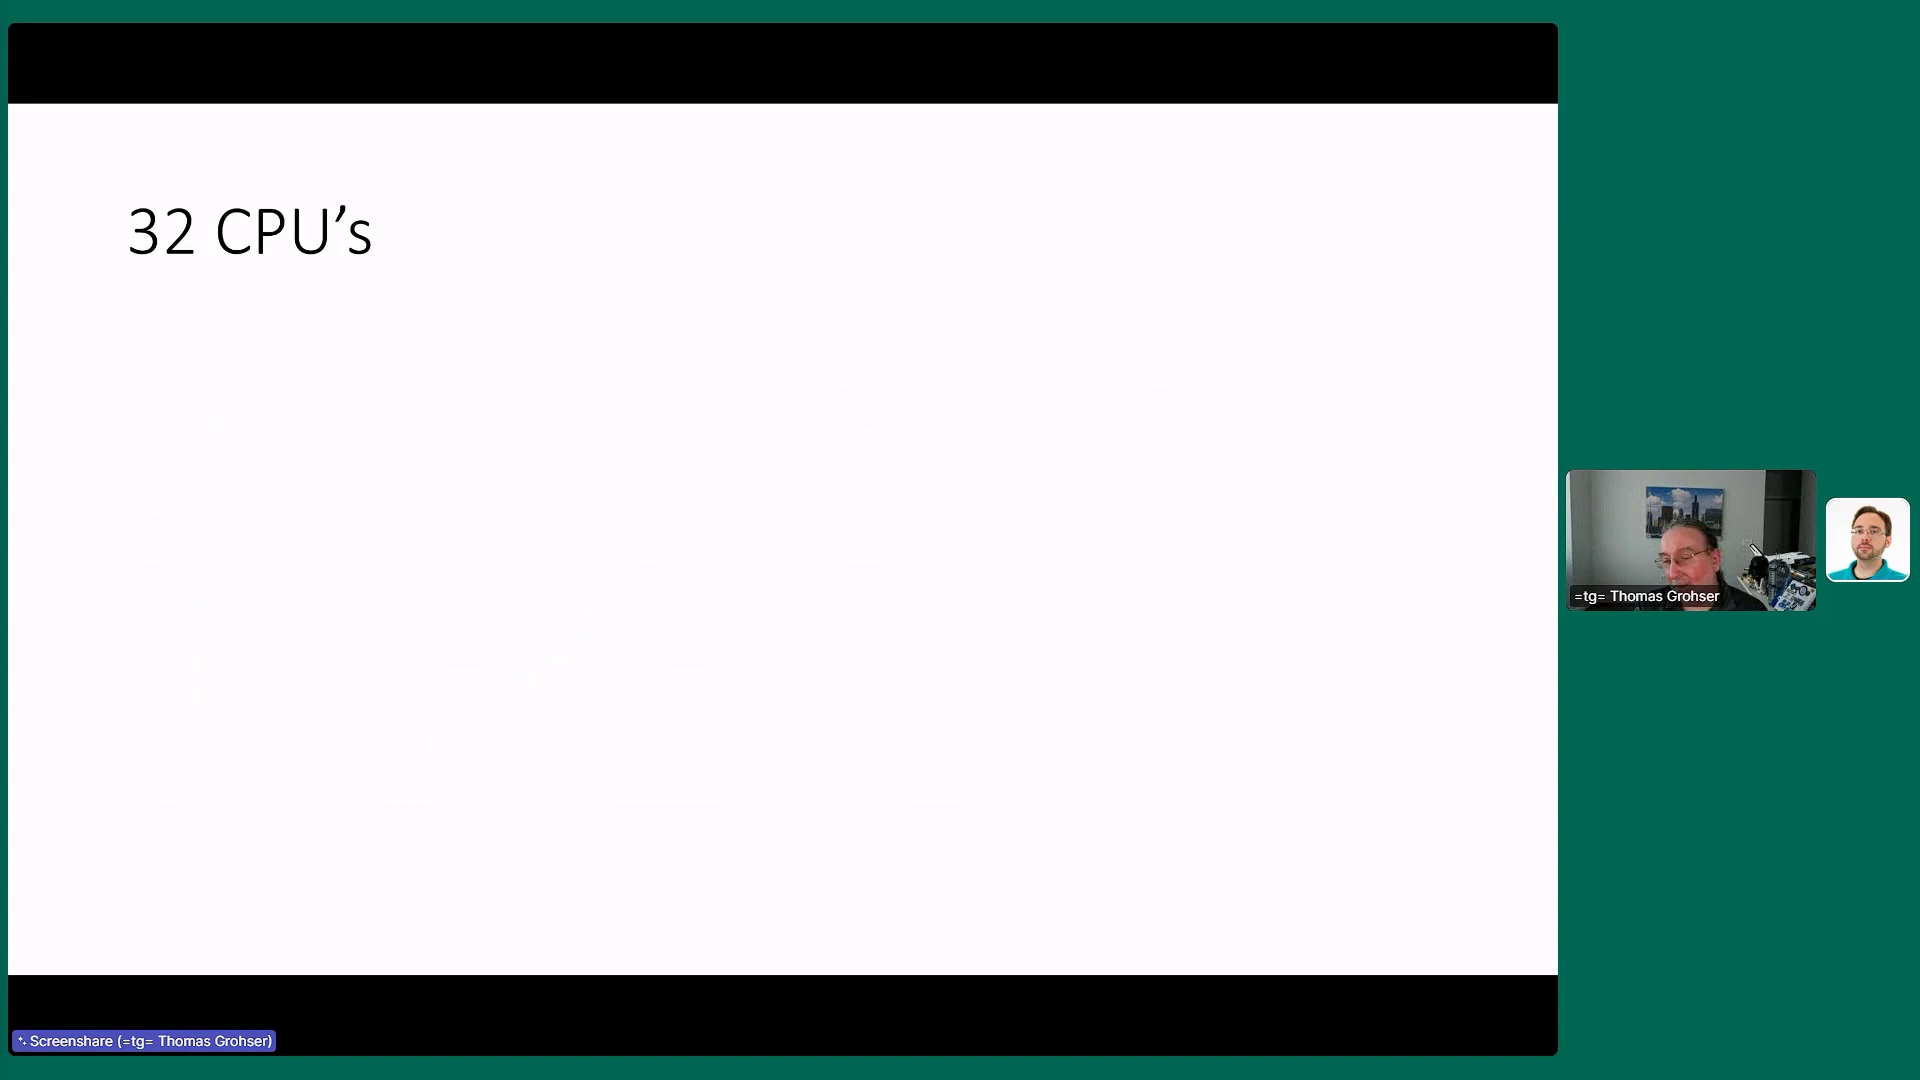 32 CPU’s
=tg= Thomas Grohser
Screenshare (=tg= Thomas Grohser)